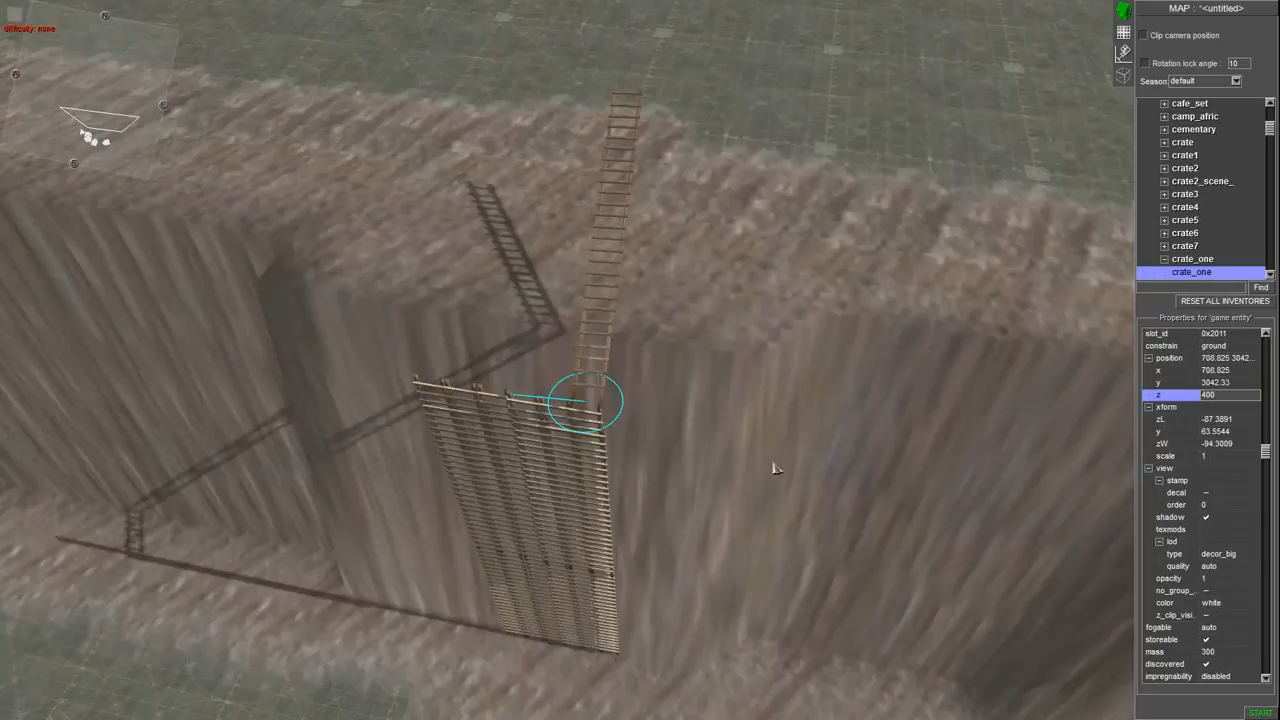 MAP : *<untitled>
difficulty: none
Clip camera position
Rotation lock angle : 10
Season: default
cafe_set
camp_afric
cementary
crate
crate1
crate2
crate2_scene_
crate3
crate4
crate5
crate6
crate7
crate_one
crate_one
Find
RESET ALL INVENTORIES
Properties for 'game entity'
slot_id 0x2011
constrain ground
position 708.825 3042...
x 708.825
y 3042.33
z 400
xform
zL -87.3891
y 63.5544
zW -94.3009
scale 1
view
stamp
decal –
order 0
shadow
texmods
lod
type decor_big
quality auto
opacity 1
no_group_... –
color white
z_clip_visi... –
fogable auto
storeable
mass 300
discovered
impregnability disabled
START